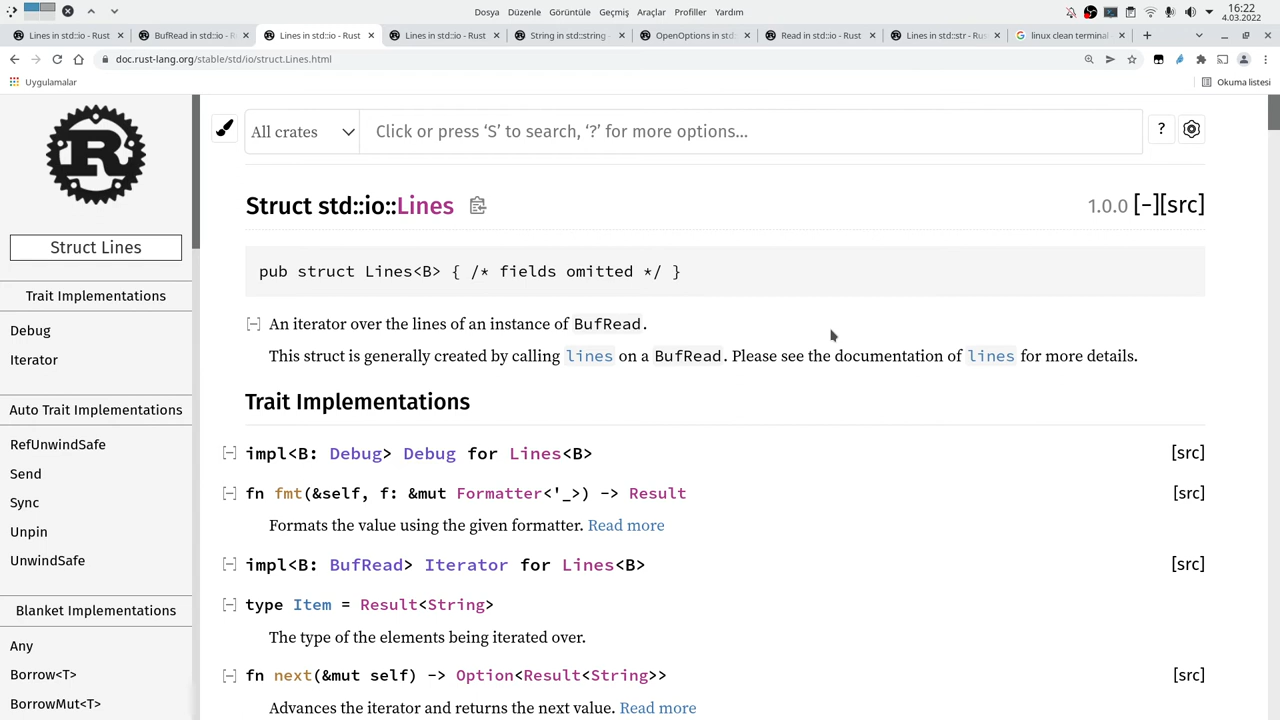 Dosya Düzenle Görüntüle Geçmiş Araçlar Profiller Yardım
16:22
4.03.2022
Lines in std::io - Rust
BufRead in std::io - Ru
Lines in std::io - Rust
Lines in std::io - Rust
String in std::string -
OpenOptions in std::
Read in std::io - Rust
Lines in std::str - Rus
linux clean terminal
doc.rust-lang.org/stable/std/io/struct.Lines.html
Uygulamalar
Okuma listesi
R
Struct Lines
Trait Implementations
Debug
Iterator
Auto Trait Implementations
RefUnwindSafe
Send
Sync
Unpin
UnwindSafe
Blanket Implementations
Any
Borrow<T>
BorrowMut<T>
All crates
Click or press ‘S’ to search, ‘?’ for more options…
?
Struct std::io::Lines
1.0.0 [−][src]
pub struct Lines<B> { /* fields omitted */ }
[−] An iterator over the lines of an instance of BufRead.
This struct is generally created by calling lines on a BufRead. Please see the documentation of lines for more details.
Trait Implementations
[−] impl<B: Debug> Debug for Lines<B> [src]
[−] fn fmt(&self, f: &mut Formatter<'_>) -> Result [src]
Formats the value using the given formatter. Read more
[−] impl<B: BufRead> Iterator for Lines<B> [src]
[−] type Item = Result<String>
The type of the elements being iterated over.
[−] fn next(&mut self) -> Option<Result<String>> [src]
Advances the iterator and returns the next value. Read more